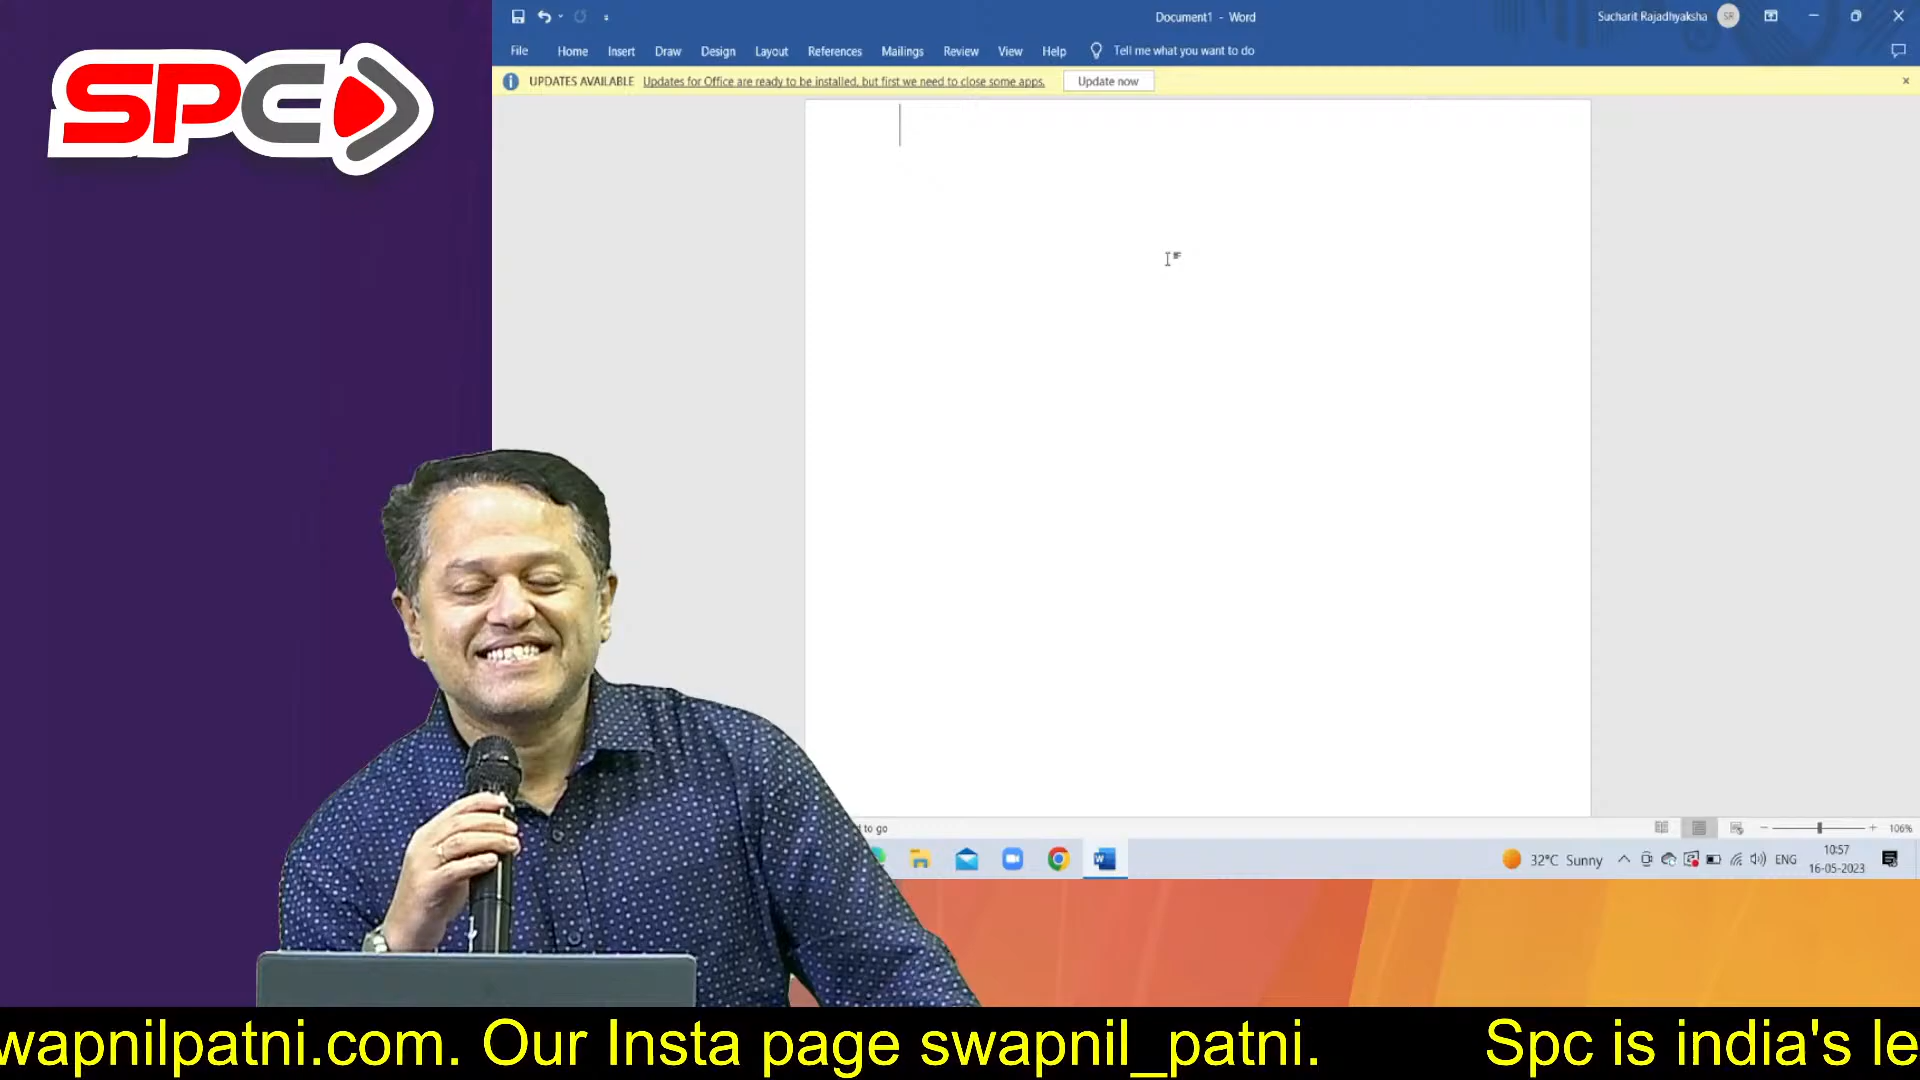 SPC
Document1 - Word
Sucharit Rajadhyaksha SR
File Home Insert Draw Design Layout References Mailings Review View Help Tell me what you want to do
UPDATES AVAILABLE Updates for Office are ready to be installed, but first we need to close some apps. Update now
to go
106%
32°C Sunny
ENG
10:57
16-05-2023
wapnilpatni.com. Our Insta page swapnil_patni. Spc is india's le